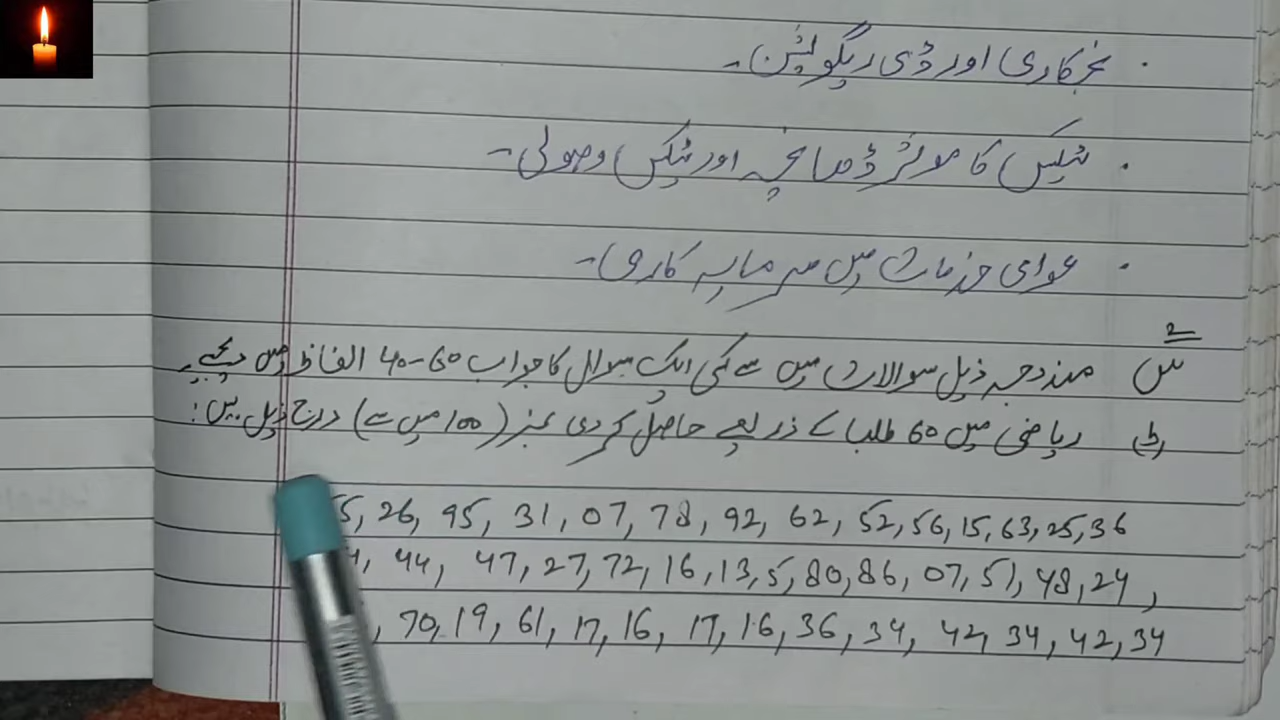 · نجکاری اور ڈی ریگولیشن۔
· ٹیکس کا موثر ڈھانچہ اور ٹیکس وصولی۔
· عوامی خدمات میں سرمایہ کاری۔
س۲ مندرجہ ذیل سوالات میں سے کسی ایک سوال کا جواب 40-60 الفاظ میں دیجیے۔
ریاضی میں 60 طلبا کے ذریعے حاصل کردی نمبز (100 میں سے) درج ذیل ہیں:
26, 95, 31, 07, 78, 92, 62, 52, 56, 15, 63, 25, 36
44, 47, 27, 72, 16, 13, 5, 80, 86, 07, 51, 48, 24,
70, 19, 61, 17, 16, 17, 16, 36, 34, 42, 34, 42, 34